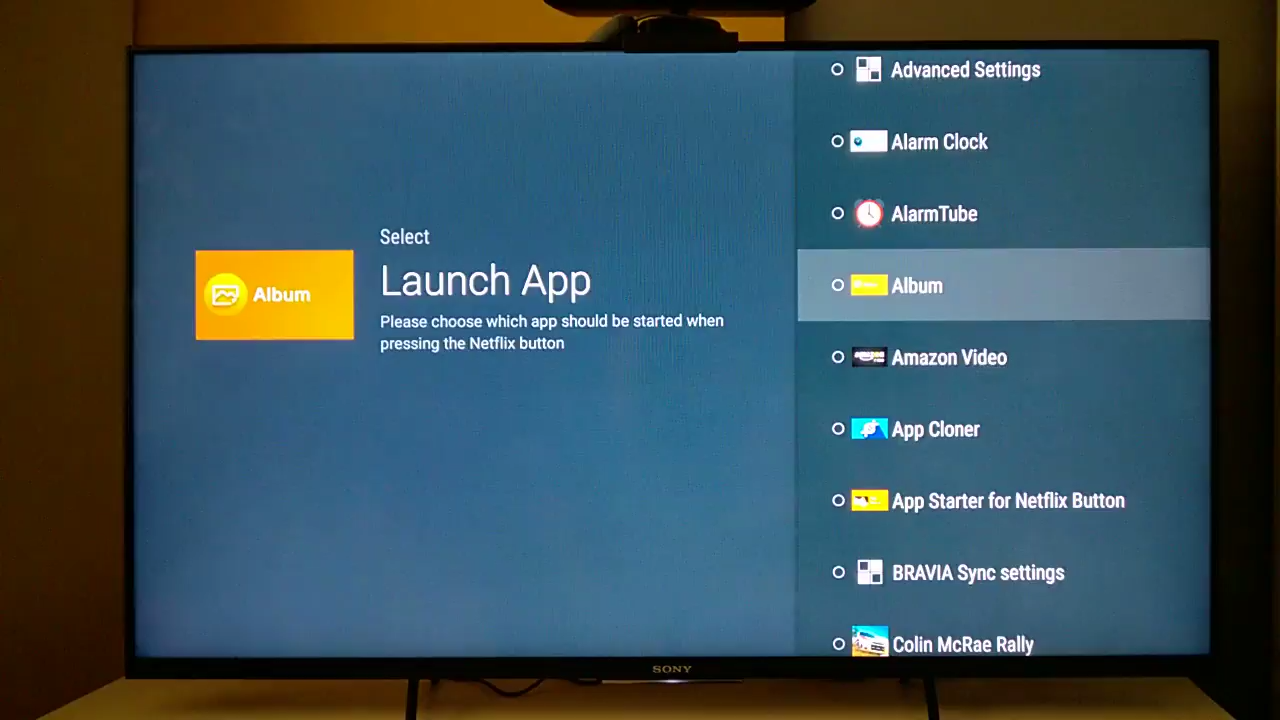 Select
Launch App
Please choose which app should be started when
pressing the Netflix button
Album
Advanced Settings
Alarm Clock
AlarmTube
Album
Amazon Video
App Cloner
App Starter for Netflix Button
BRAVIA Sync settings
Colin McRae Rally
SONY